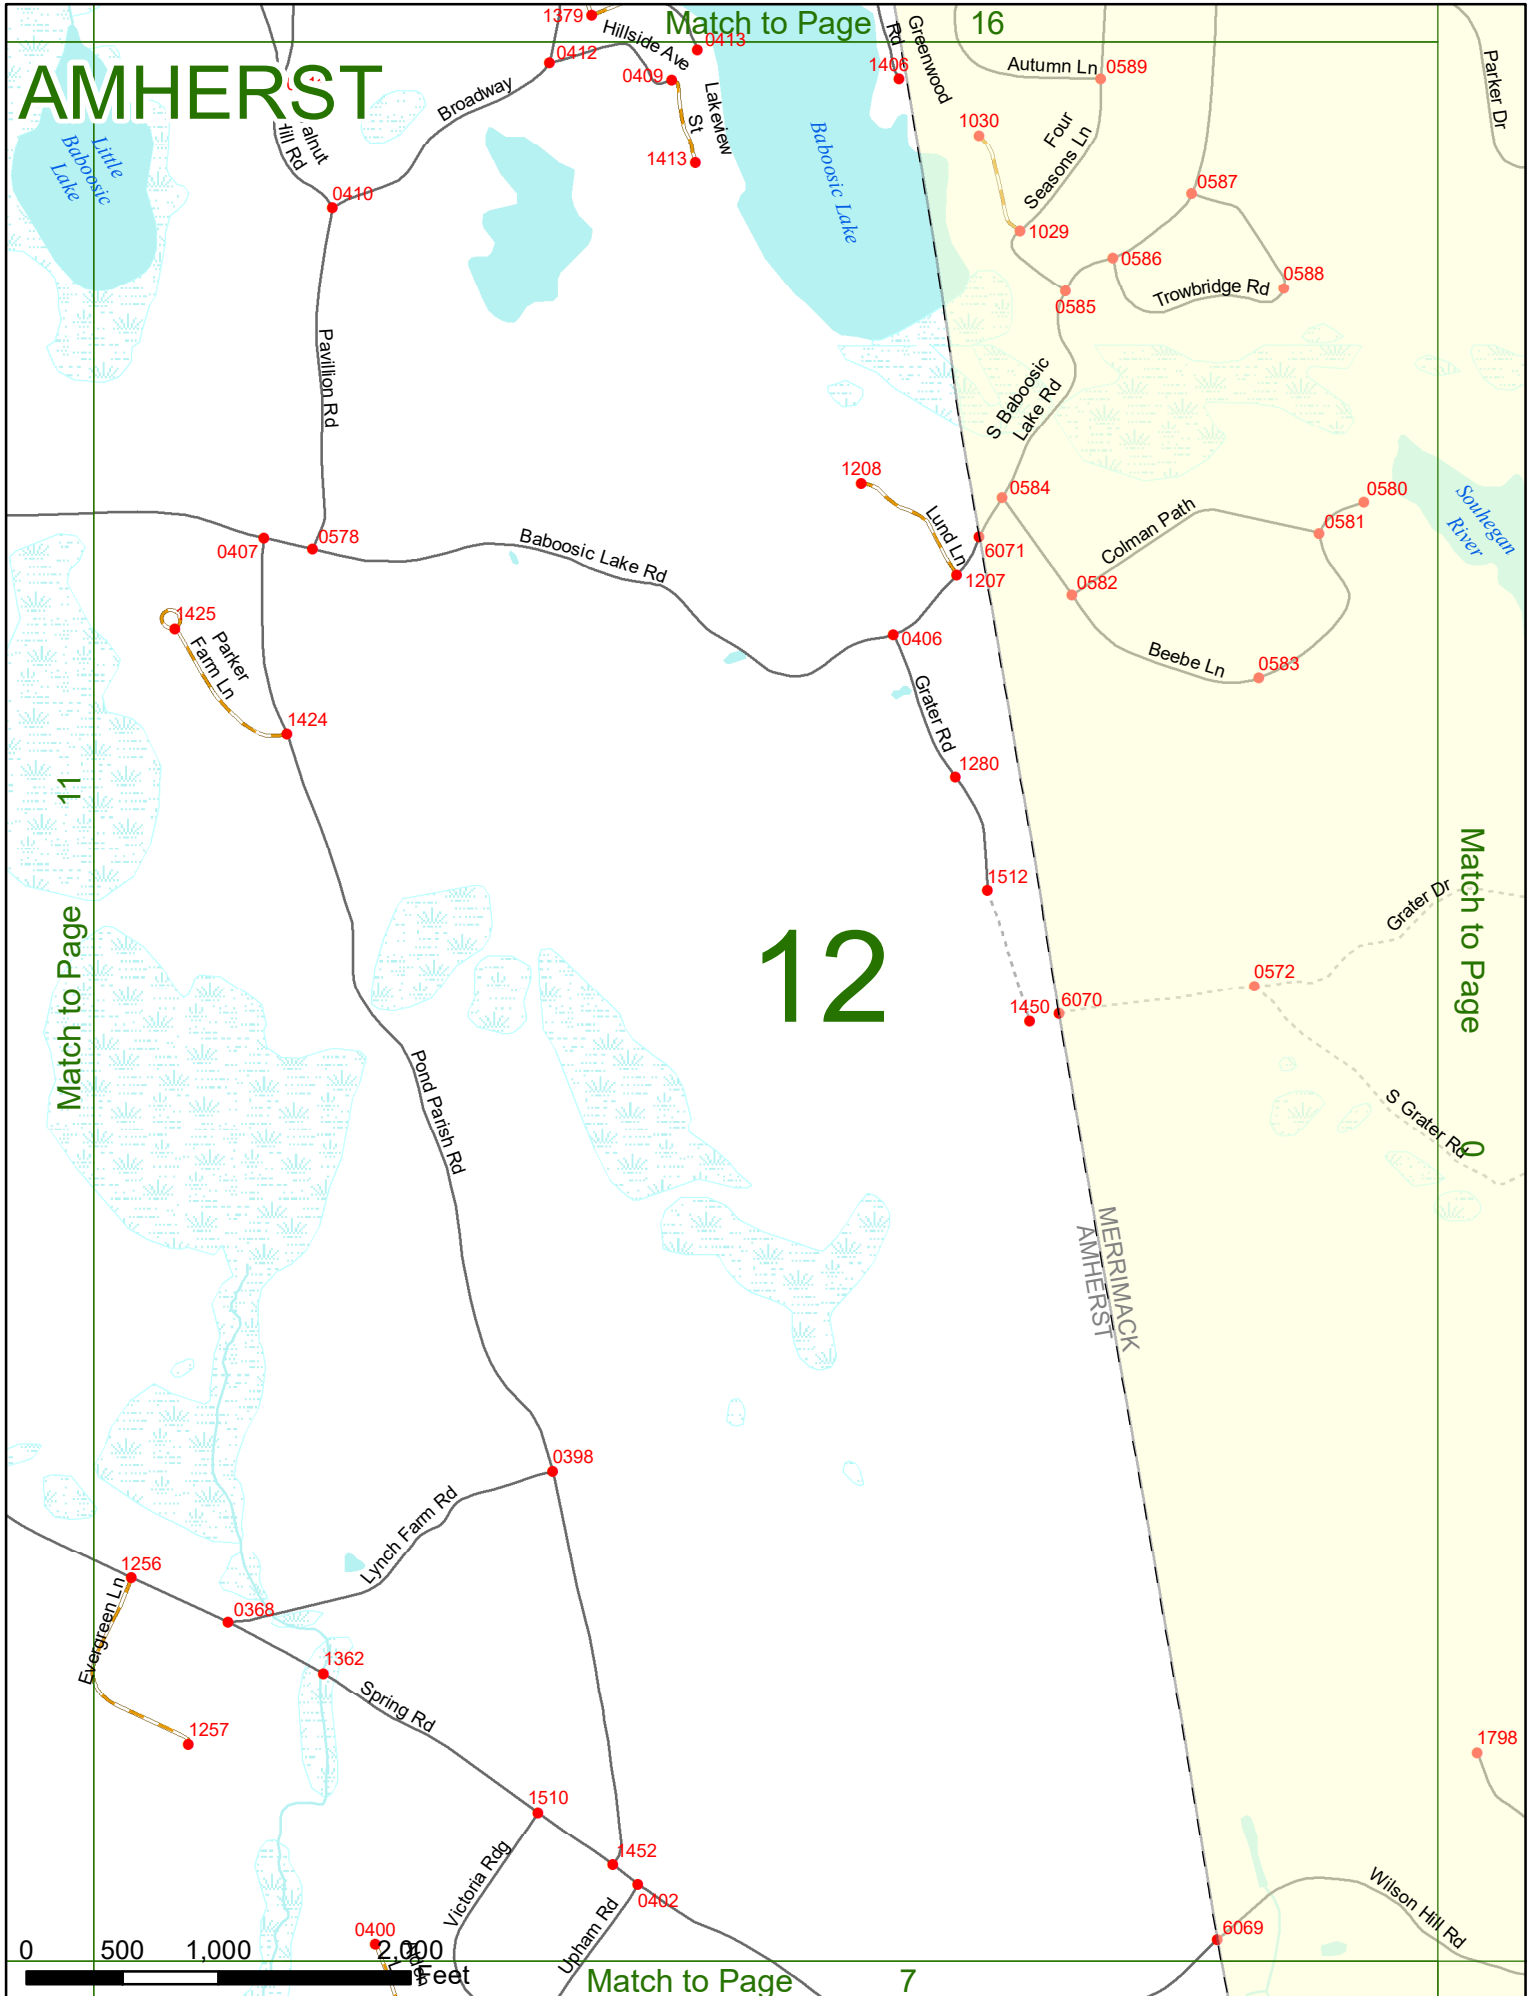 Match to Page 16
AMHERST
1379
Hillside Ave
0413
0412
0409
Broadway
Lakeview
St
1413
Rd
Greenwood
1406
Autumn Ln
0589
Parker Dr
1030
Four
Seasons Ln
0587
Little
Baboosic
Lake
Hill Rd
0410
Baboosic Lake
1029
0586
0585
Trowbridge Rd
0588
Pavillion Rd
S Baboosic
Lake Rd
1208
0584
0580
0581
Souhegan
River
Colman Path
Lund Ln
6071
0407
0578
Baboosic Lake Rd
1207
0582
1425
Parker
Farm Ln
0406
Beebe Ln
0583
Grater Rd
1424
1280
Match to Page 11
1512
12
Grater Dr
Match to Page 0
0572
1450
6070
Pond Parish Rd
S Grater Rd
MERRIMACK
AMHERST
0398
Lynch Farm Rd
1256
Evergreen Ln
0368
1362
Spring Rd
1257
1798
1510
Victoria Rdg
1452
0402
Upham Rd
Wilson Hill Rd
6069
0400
0 500 1,000 2,000
Feet
Match to Page 7